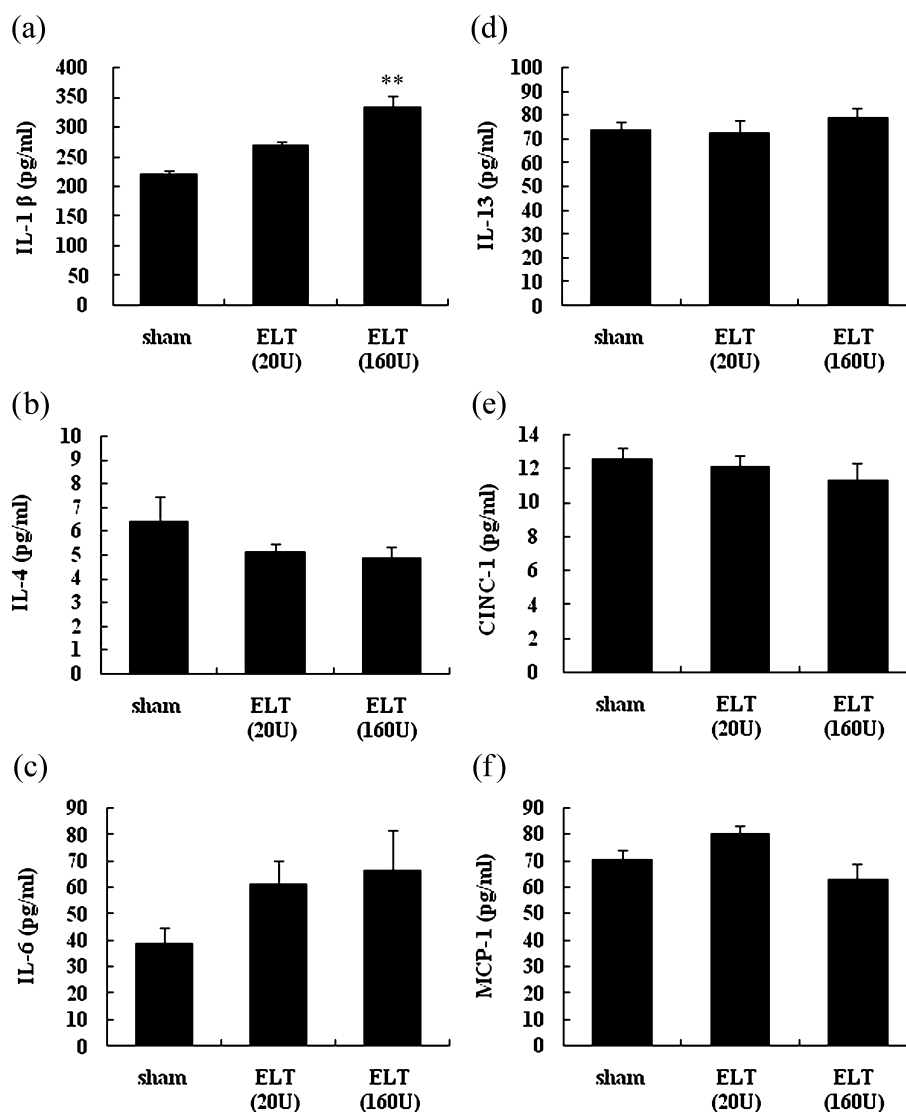 (a)
IL-1 β (pg/ml)
400
350
300
250
200
150
100
50
0
**
sham
ELT
(20U)
ELT
(160U)
(d)
IL-13 (pg/ml)
100
90
80
70
60
50
40
30
20
10
0
sham
ELT
(20U)
ELT
(160U)
(b)
IL-4 (pg/ml)
10
9
8
7
6
5
4
3
2
1
0
sham
ELT
(20U)
ELT
(160U)
(e)
CINC-1 (pg/ml)
14
12
10
8
6
4
2
0
sham
ELT
(20U)
ELT
(160U)
(c)
IL-6 (pg/ml)
90
80
70
60
50
40
30
20
10
0
sham
ELT
(20U)
ELT
(160U)
(f)
MCP-1 (pg/ml)
90
80
70
60
50
40
30
20
10
0
sham
ELT
(20U)
ELT
(160U)